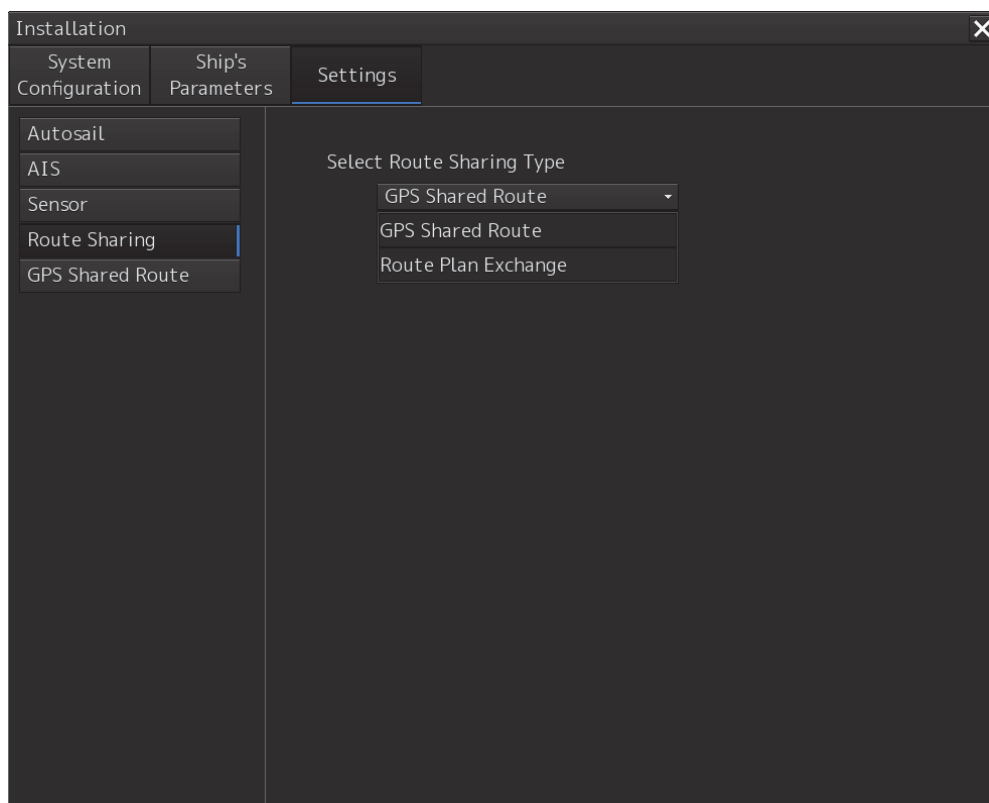 Installation
System
Configuration
Ship's
Parameters
Settings
Autosail
AIS
Sensor
Route Sharing
GPS Shared Route
Select Route Sharing Type
GPS Shared Route
GPS Shared Route
Route Plan Exchange